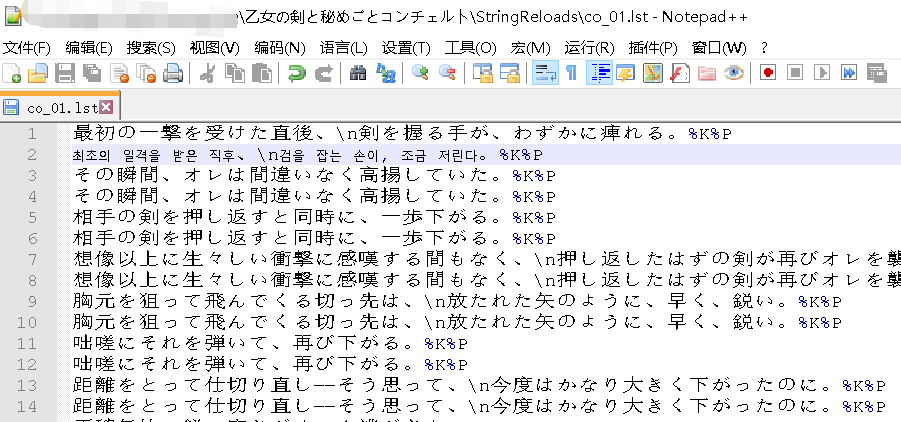 \乙女の剣と秘めごとコンチェルト\StringReloads\co_01.lst - Notepad++
文件(F) 编辑(E) 搜索(S) 视图(V) 编码(N) 语言(L) 设置(T) 工具(O) 宏(M) 运行(R) 插件(P) 窗口(W) ?
co_01.lst
1 最初の一撃を受けた直後、\n剣を握る手が、わずかに痺れる。%K%P
2 최초의 일격을 받은 직후、\n검을 잡는 손이, 조금 저린다。%K%P
3 その瞬間、オレは間違いなく高揚していた。%K%P
4 その瞬間、オレは間違いなく高揚していた。%K%P
5 相手の剣を押し返すと同時に、一歩下がる。%K%P
6 相手の剣を押し返すと同時に、一歩下がる。%K%P
7 想像以上に生々しい衝撃に感嘆する間もなく、\n押し返したはずの剣が再びオレを襲
8 想像以上に生々しい衝撃に感嘆する間もなく、\n押し返したはずの剣が再びオレを襲
9 胸元を狙って飛んでくる切っ先は、\n放たれた矢のように、早く、鋭い。%K%P
10 胸元を狙って飛んでくる切っ先は、\n放たれた矢のように、早く、鋭い。%K%P
11 咄嗟にそれを弾いて、再び下がる。%K%P
12 咄嗟にそれを弾いて、再び下がる。%K%P
13 距離をとって仕切り直し――そう思って、\n今度はかなり大きく下がったのに。%K%P
14 距離をとって仕切り直し――そう思って、\n今度はかなり大きく下がったのに。%K%P